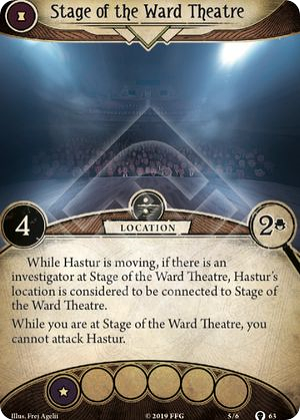 Stage of the Ward Theatre
4
LOCATION
2
While Hastur is moving, if there is an
investigator at Stage of the Ward Theatre, Hastur's
location is considered to be connected to Stage of
the Ward Theatre.
While you are at Stage of the Ward Theatre, you
cannot attack Hastur.
Illus. Frej Agelii
© 2019 FFG
5/6
63